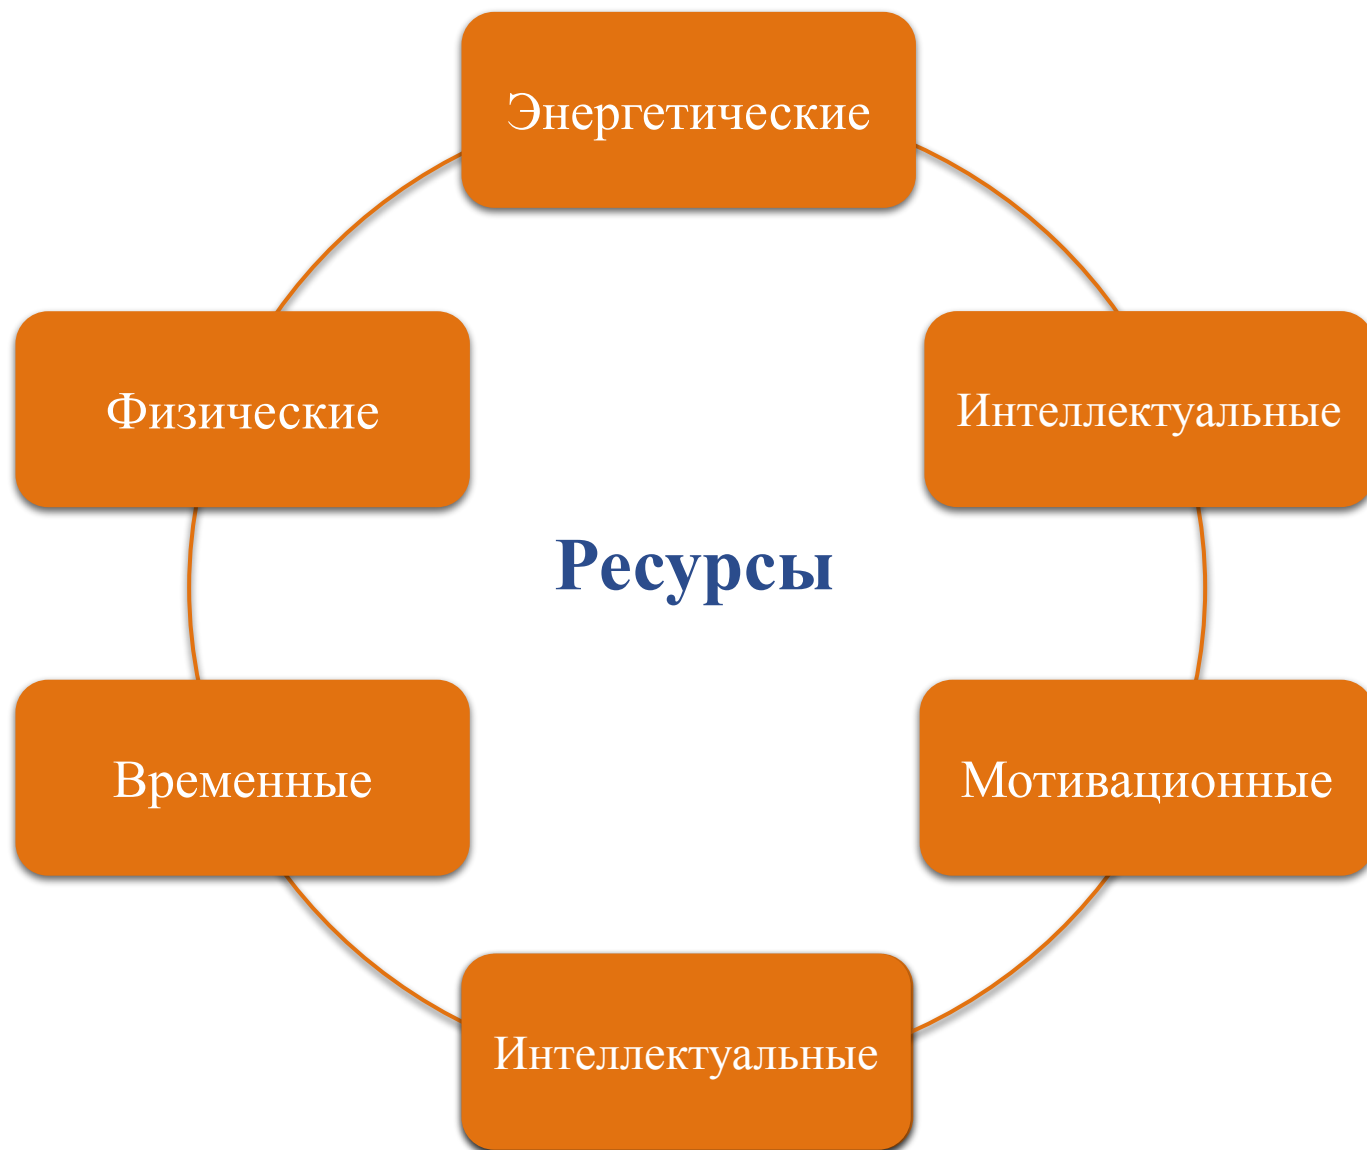 Энергетические
Физические
Интеллектуальные
Ресурсы
Временные
Мотивационные
Интеллектуальные